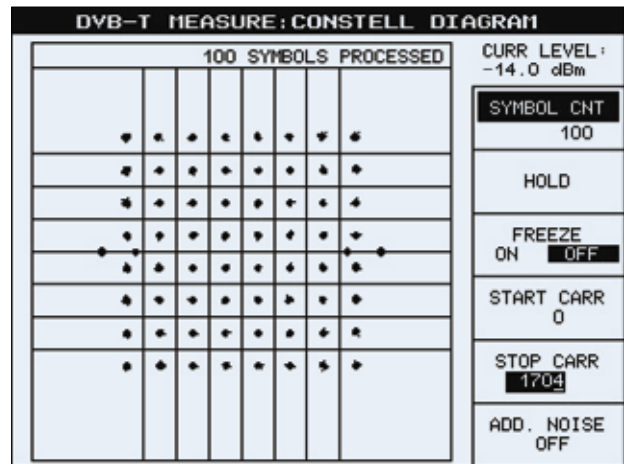 DVB-T MEASURE:CONSTELL DIAGRAM
100 SYMBOLS PROCESSED
CURR LEVEL:
-14.0 dBm
SYMBOL CNT
100
HOLD
FREEZE
ON OFF
START CARR
0
STOP CARR
1704
ADD. NOISE
OFF